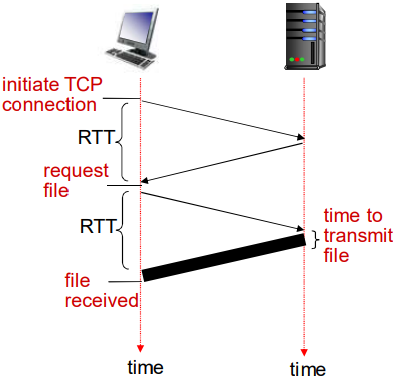 initiate TCP
connection
RTT
request
file
RTT
time to
transmit
file
file
received
time
time